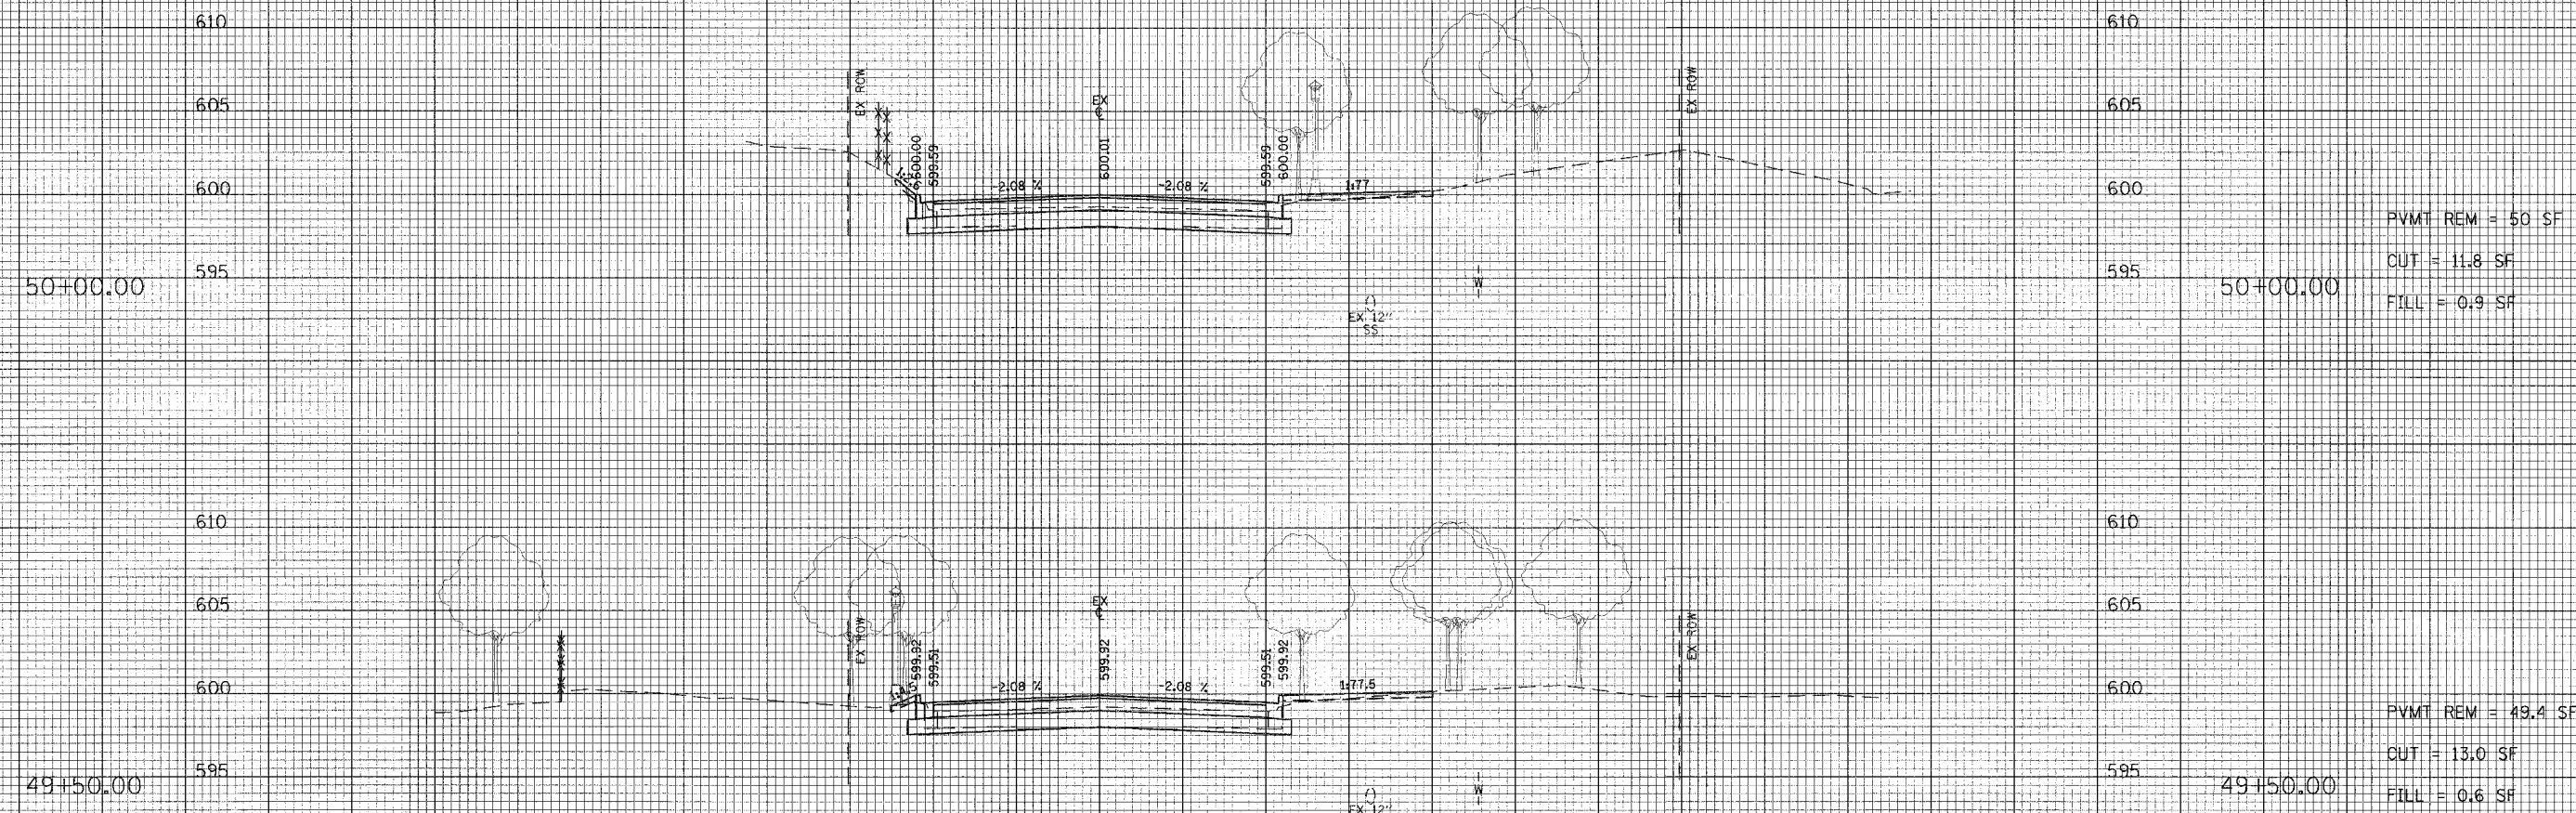 610
610
EX ROW
EX ROW
605
605
EX
℄
600.00
599.59
600.01
599.59
600.00
600
-2.08 %
-2.08 %
1:77
600
PVMT REM = 50 SF
595
595
CUT = 11.8 SF
50+00.00
50+00.00
FILL = 0.9 SF
W
EX 12"
SS
610
610
605
EX
℄
605
EX ROW
EX ROW
599.92
599.51
599.92
599.51
599.92
600
-2.08 %
-2.08 %
1:77.5
600
PVMT REM = 49.4 SF
CUT = 13.0 SF
595
595
49+50.00
49+50.00
W
FILL = 0.6 SF
EX 12"